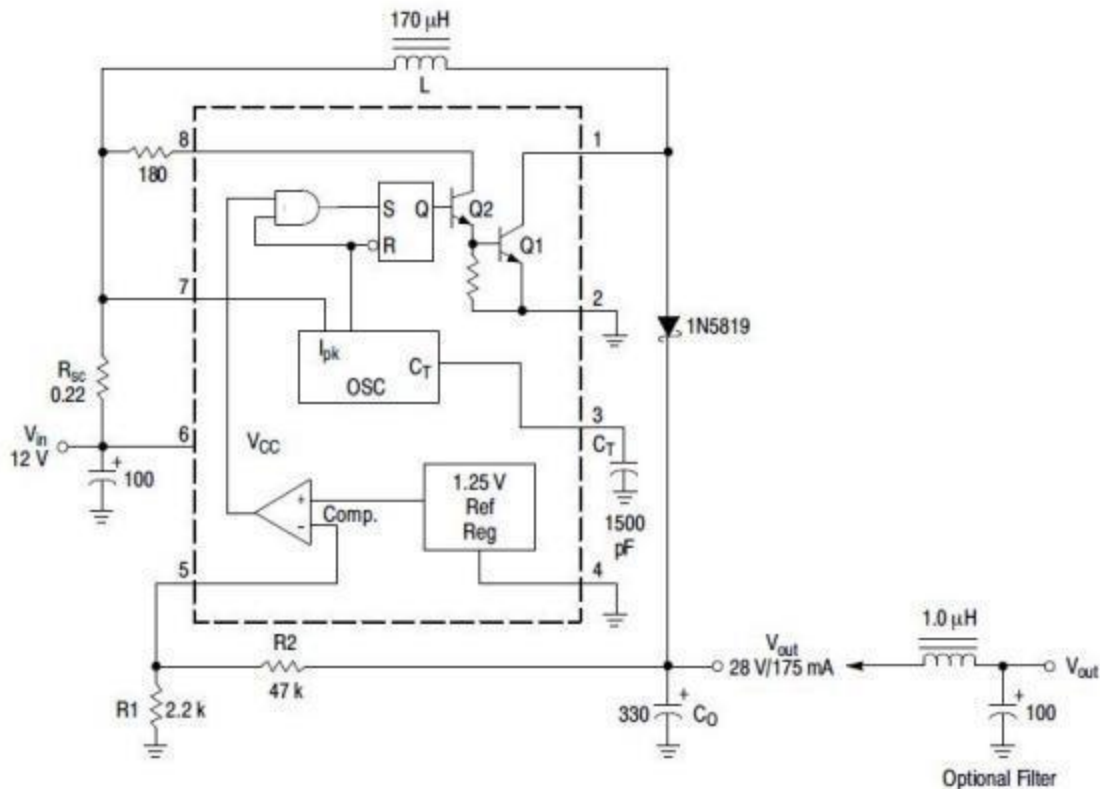 170 μH
L
8
1
180
S Q
Q2
R
Q1
7
2
1N5819
Ipk
CT
OSC
Rsc
0.22
3
Vin
12 V
6
VCC
CT
100
1.25 V
Ref
Reg
+
Comp.
-
1500
pF
5
4
1.0 μH
R2
Vout
28 V/175 mA
Vout
47 k
R1 2.2 k
330
+
CO
+
100
+
Optional Filter